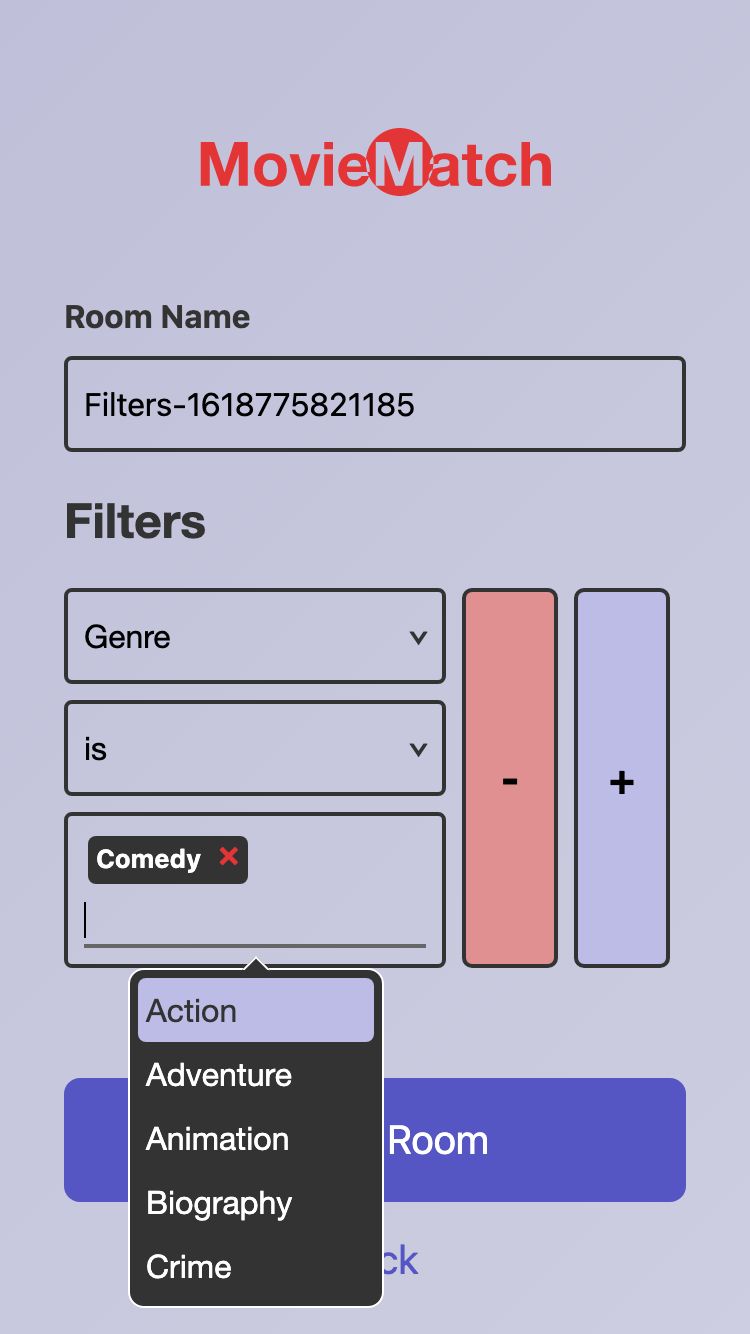 MovieMatch
Room Name
Filters-1618775821185
Filters
Genre
is
Comedy
-
+
Action
Adventure
Animation
Room
Biography
Crime
ck